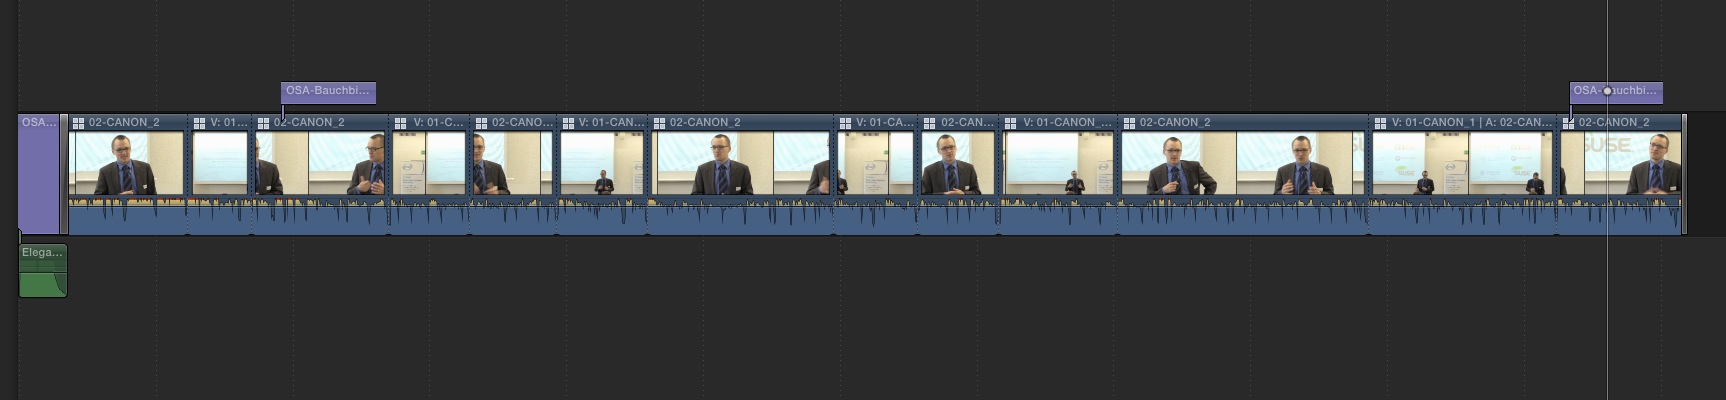 OSA-Bauchbi...
OSA-Bauchbi...
OSA...
02-CANON_2
V: 01...
02-CANON_2
V: 01-C...
02-CANO...
V: 01-CAN...
02-CANON_2
V: 01-CA...
02-CAN...
V: 01-CANON_...
02-CANON_2
V: 01-CANON_1 | A: 02-CAN...
02-CANON_2
SUSE
SUSE
Elega...